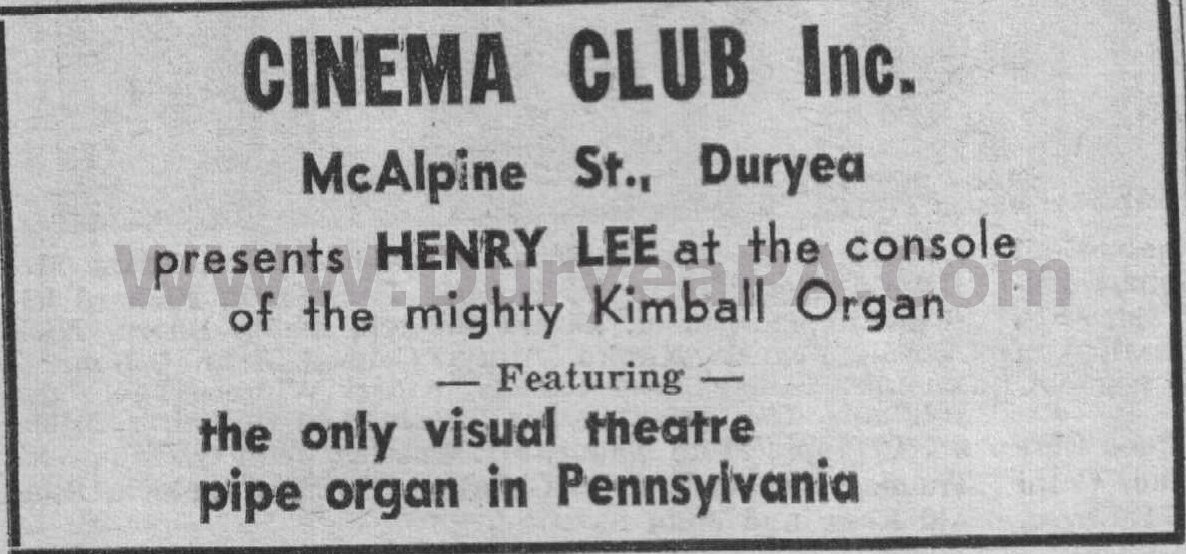 CINEMA CLUB Inc.
McAlpine St., Duryea
presents HENRY LEE at the console
www.DuryeaPA.Com
of the mighty Kimball Organ
— Featuring —
the only visual theatre
pipe organ in Pennsylvania